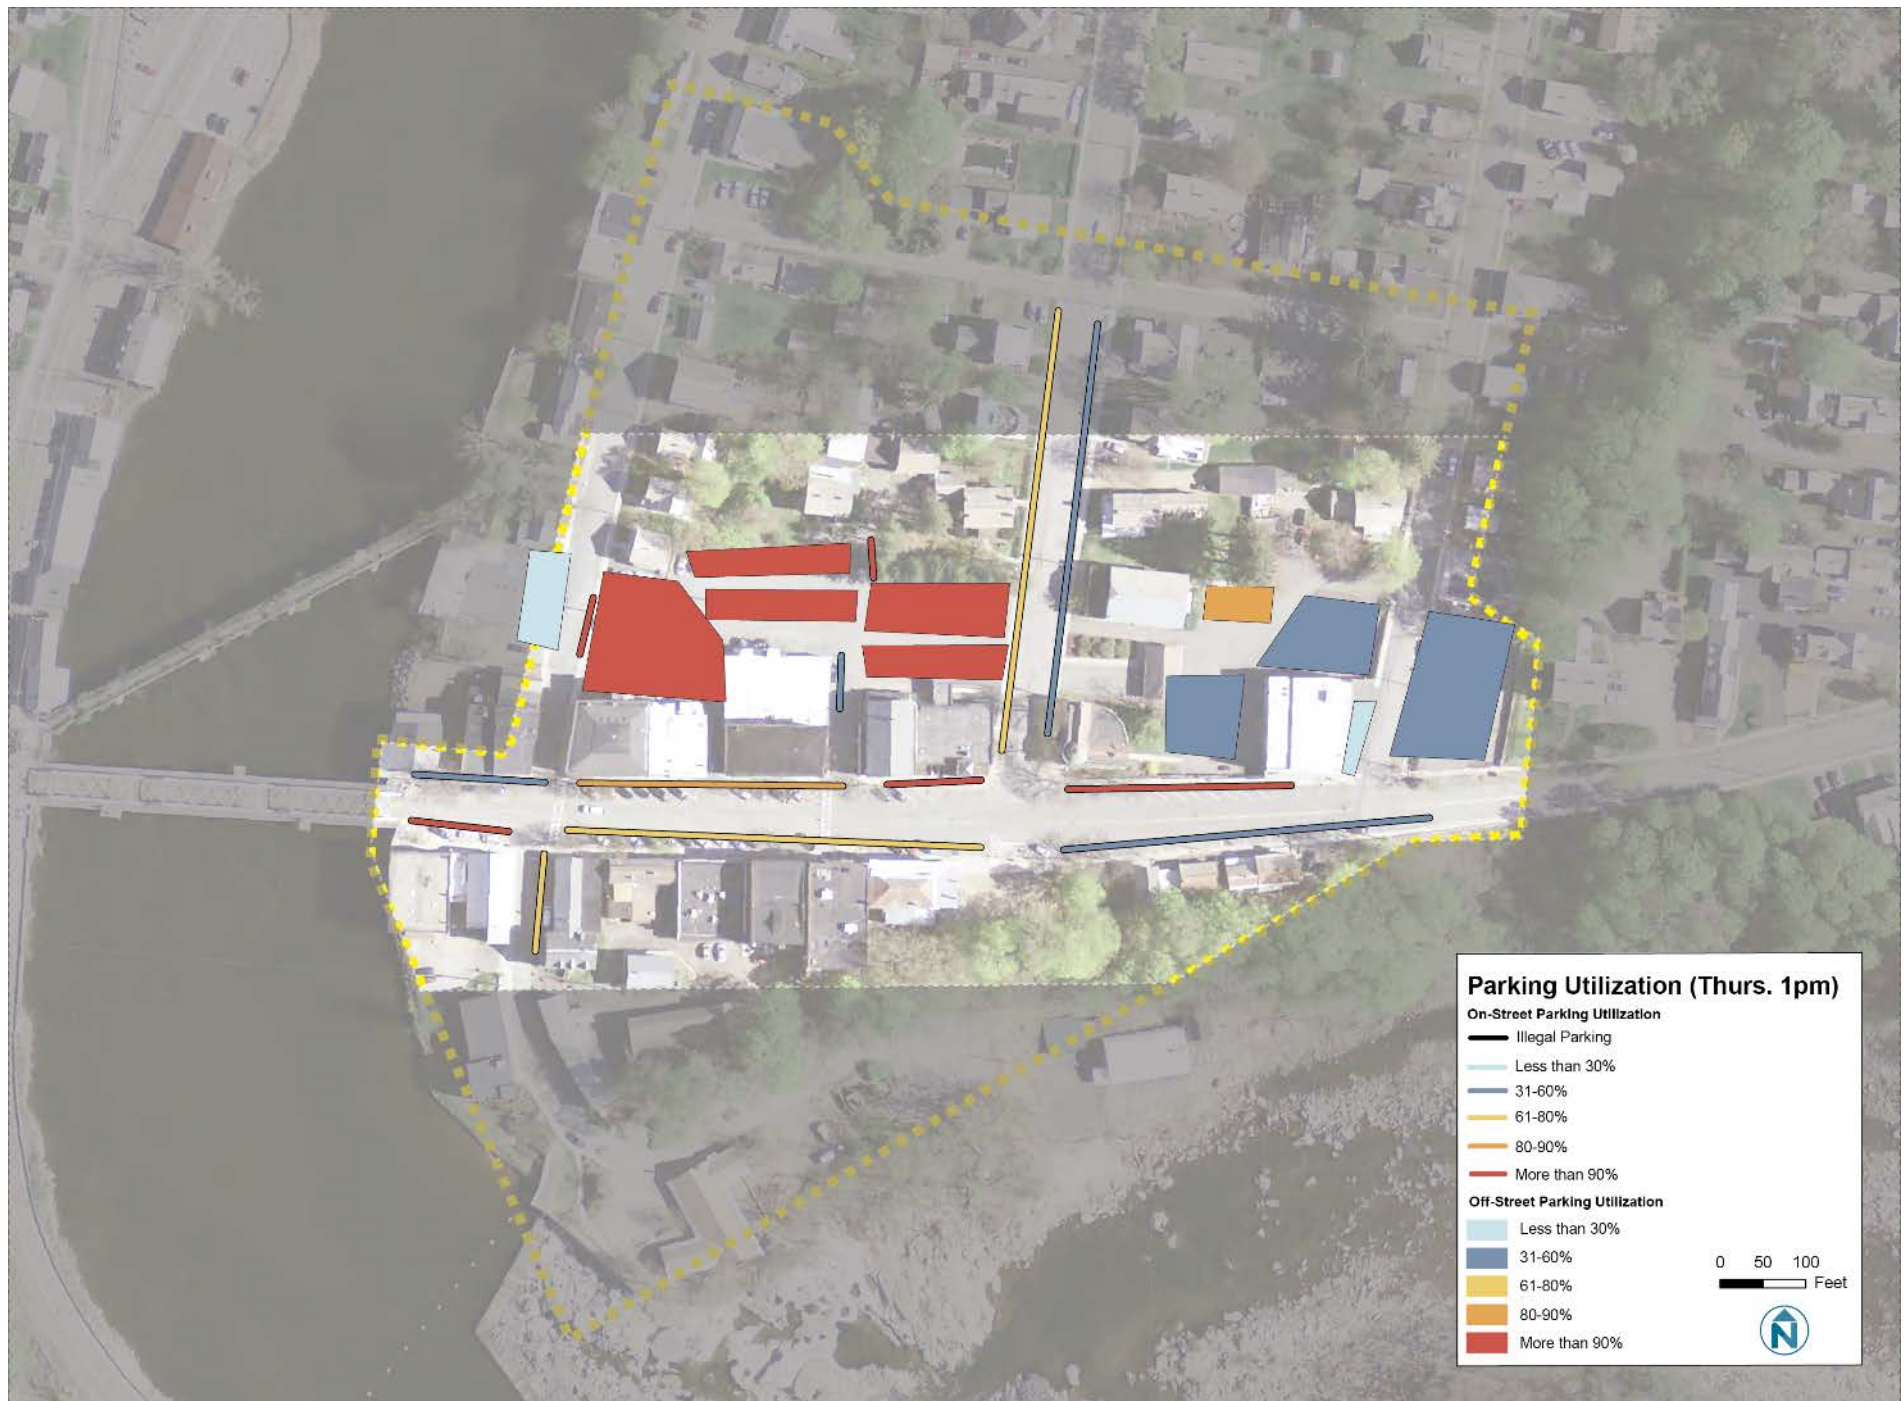 Parking Utilization (Thurs. 1pm)
On-Street Parking Utilization
Illegal Parking
Less than 30%
31-60%
61-80%
80-90%
More than 90%
Off-Street Parking Utilization
Less than 30%
31-60%
61-80%
80-90%
More than 90%
0 50 100
Feet
N